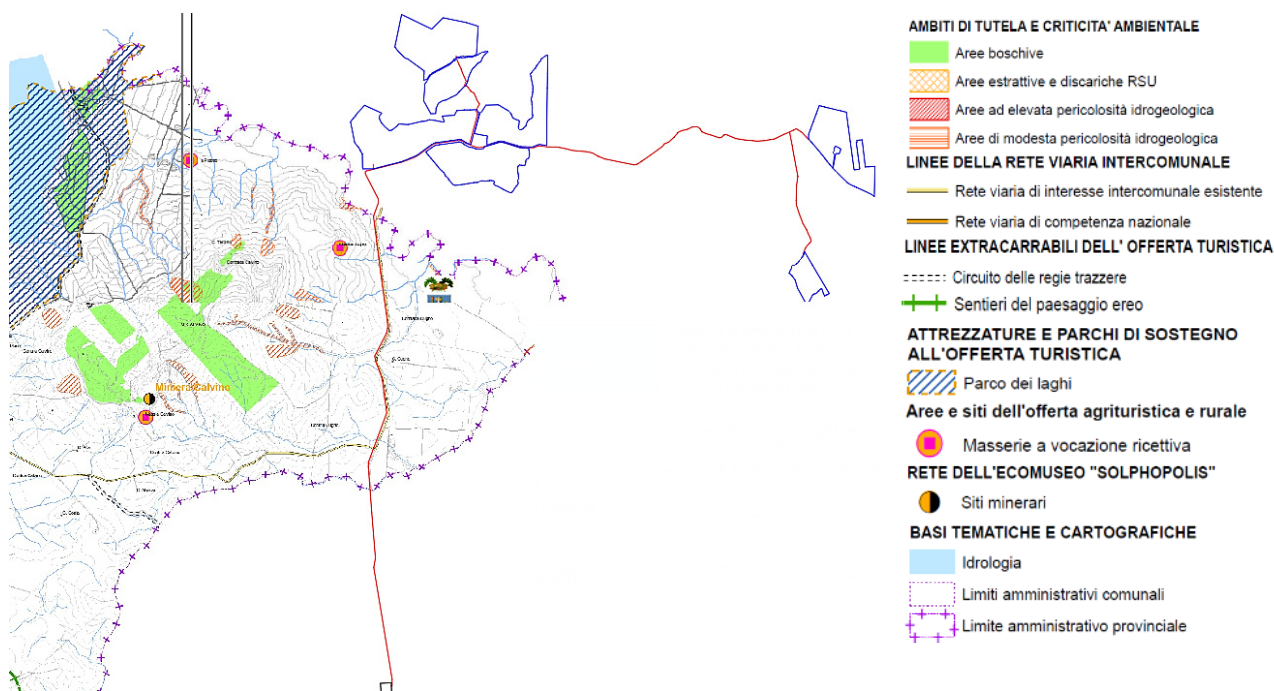 AMBITI DI TUTELA E CRITICITA' AMBIENTALE
Aree boschive
Aree estrattive e discariche RSU
Aree ad elevata pericolosità idrogeologica
Aree di modesta pericolosità idrogeologica
LINEE DELLA RETE VIARIA INTERCOMUNALE
Rete viaria di interesse intercomunale esistente
Rete viaria di competenza nazionale
LINEE EXTRACARRABILI DELL' OFFERTA TURISTICA
Circuito delle regie trazzere
Sentieri del paesaggio ereo
ATTREZZATURE E PARCHI DI SOSTEGNO
ALL'OFFERTA TURISTICA
Parco dei laghi
Aree e siti dell'offerta agrituristica e rurale
Masserie a vocazione ricettiva
RETE DELL'ECOMUSEO "SOLPHOPOLIS"
Siti minerari
BASI TEMATICHE E CARTOGRAFICHE
Idrologia
Limiti amministrativi comunali
Limite amministrativo provinciale
Miniera Calvino